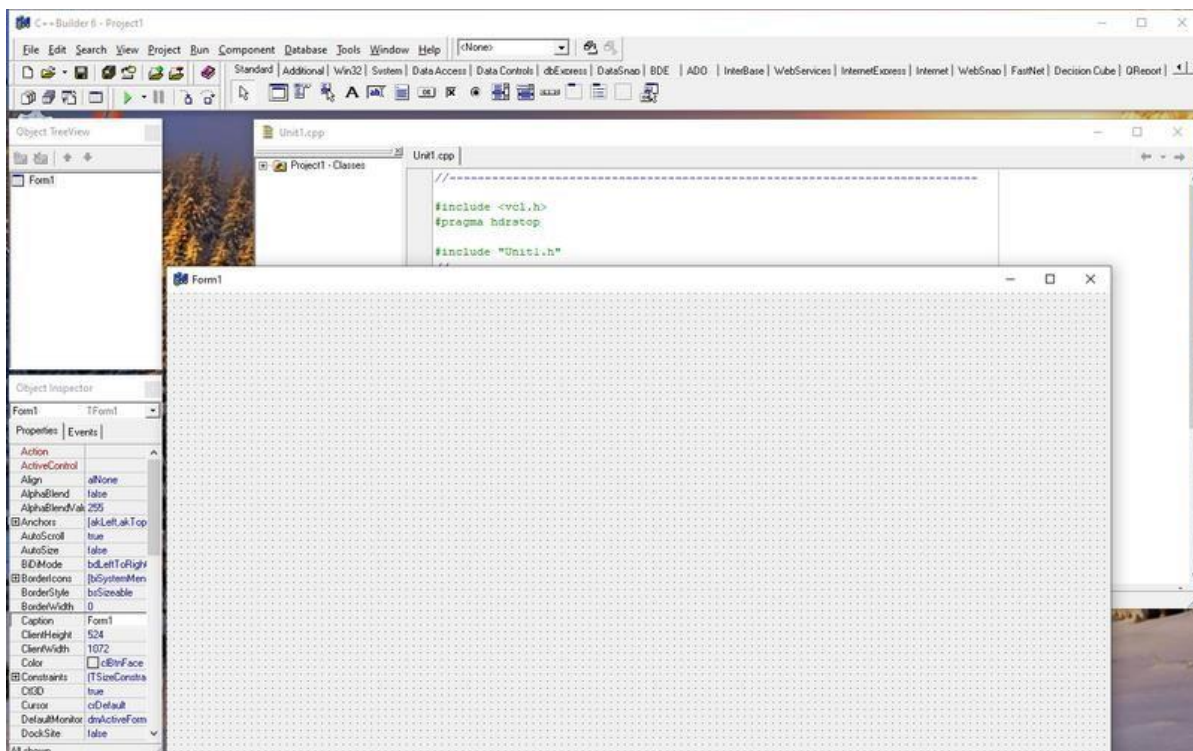 C++Builder 6 - Project1
File Edit Search View Project Run Component Database Tools Window Help <None>
Standard | Additional | Win32 | System | Data Access | Data Controls | dbExpress | DataSnap | BDE | ADO | InterBase | WebServices | InternetExpress | Internet | WebSnap | FastNet | Decision Cube | QReport |
Object TreeView
Form1
Unit1.cpp
Project1 - Classes
Unit1.cpp
//---------------------------------------------------------------------------
#include <vcl.h>
#pragma hdrstop
#include "Unit1.h"
Form1
Object Inspector
Form1 TForm1
Properties Events
Action
ActiveControl
Align alNone
AlphaBlend false
AlphaBlendVal 255
Anchors [akLeft,akTop
AutoScroll true
AutoSize false
BiDiMode bdLeftToRight
BorderIcons [biSystemMen
BorderStyle bsSizeable
BorderWidth 0
Caption Form1
ClientHeight 524
ClientWidth 1072
Color clBtnFace
Constraints (TSizeConstra
Ctl3D true
Cursor crDefault
DefaultMonitor dmActiveForm
DockSite false
All shown